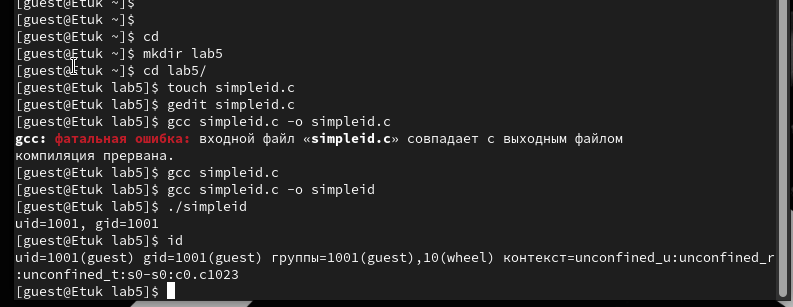 [guest@Etuk ~]$
[guest@Etuk ~]$
[guest@Etuk ~]$ cd
[guest@Etuk ~]$ mkdir lab5
[guest@Etuk ~]$ cd lab5/
[guest@Etuk lab5]$ touch simpleid.c
[guest@Etuk lab5]$ gedit simpleid.c
[guest@Etuk lab5]$ gcc simpleid.c -o simpleid.c
gcc: фатальная ошибка: входной файл «simpleid.c» совпадает с выходным файлом
компиляция прервана.
[guest@Etuk lab5]$ gcc simpleid.c
[guest@Etuk lab5]$ gcc simpleid.c -o simpleid
[guest@Etuk lab5]$ ./simpleid
uid=1001, gid=1001
[guest@Etuk lab5]$ id
uid=1001(guest) gid=1001(guest) группы=1001(guest),10(wheel) контекст=unconfined_u:unconfined_r
:unconfined_t:s0-s0:c0.c1023
[guest@Etuk lab5]$